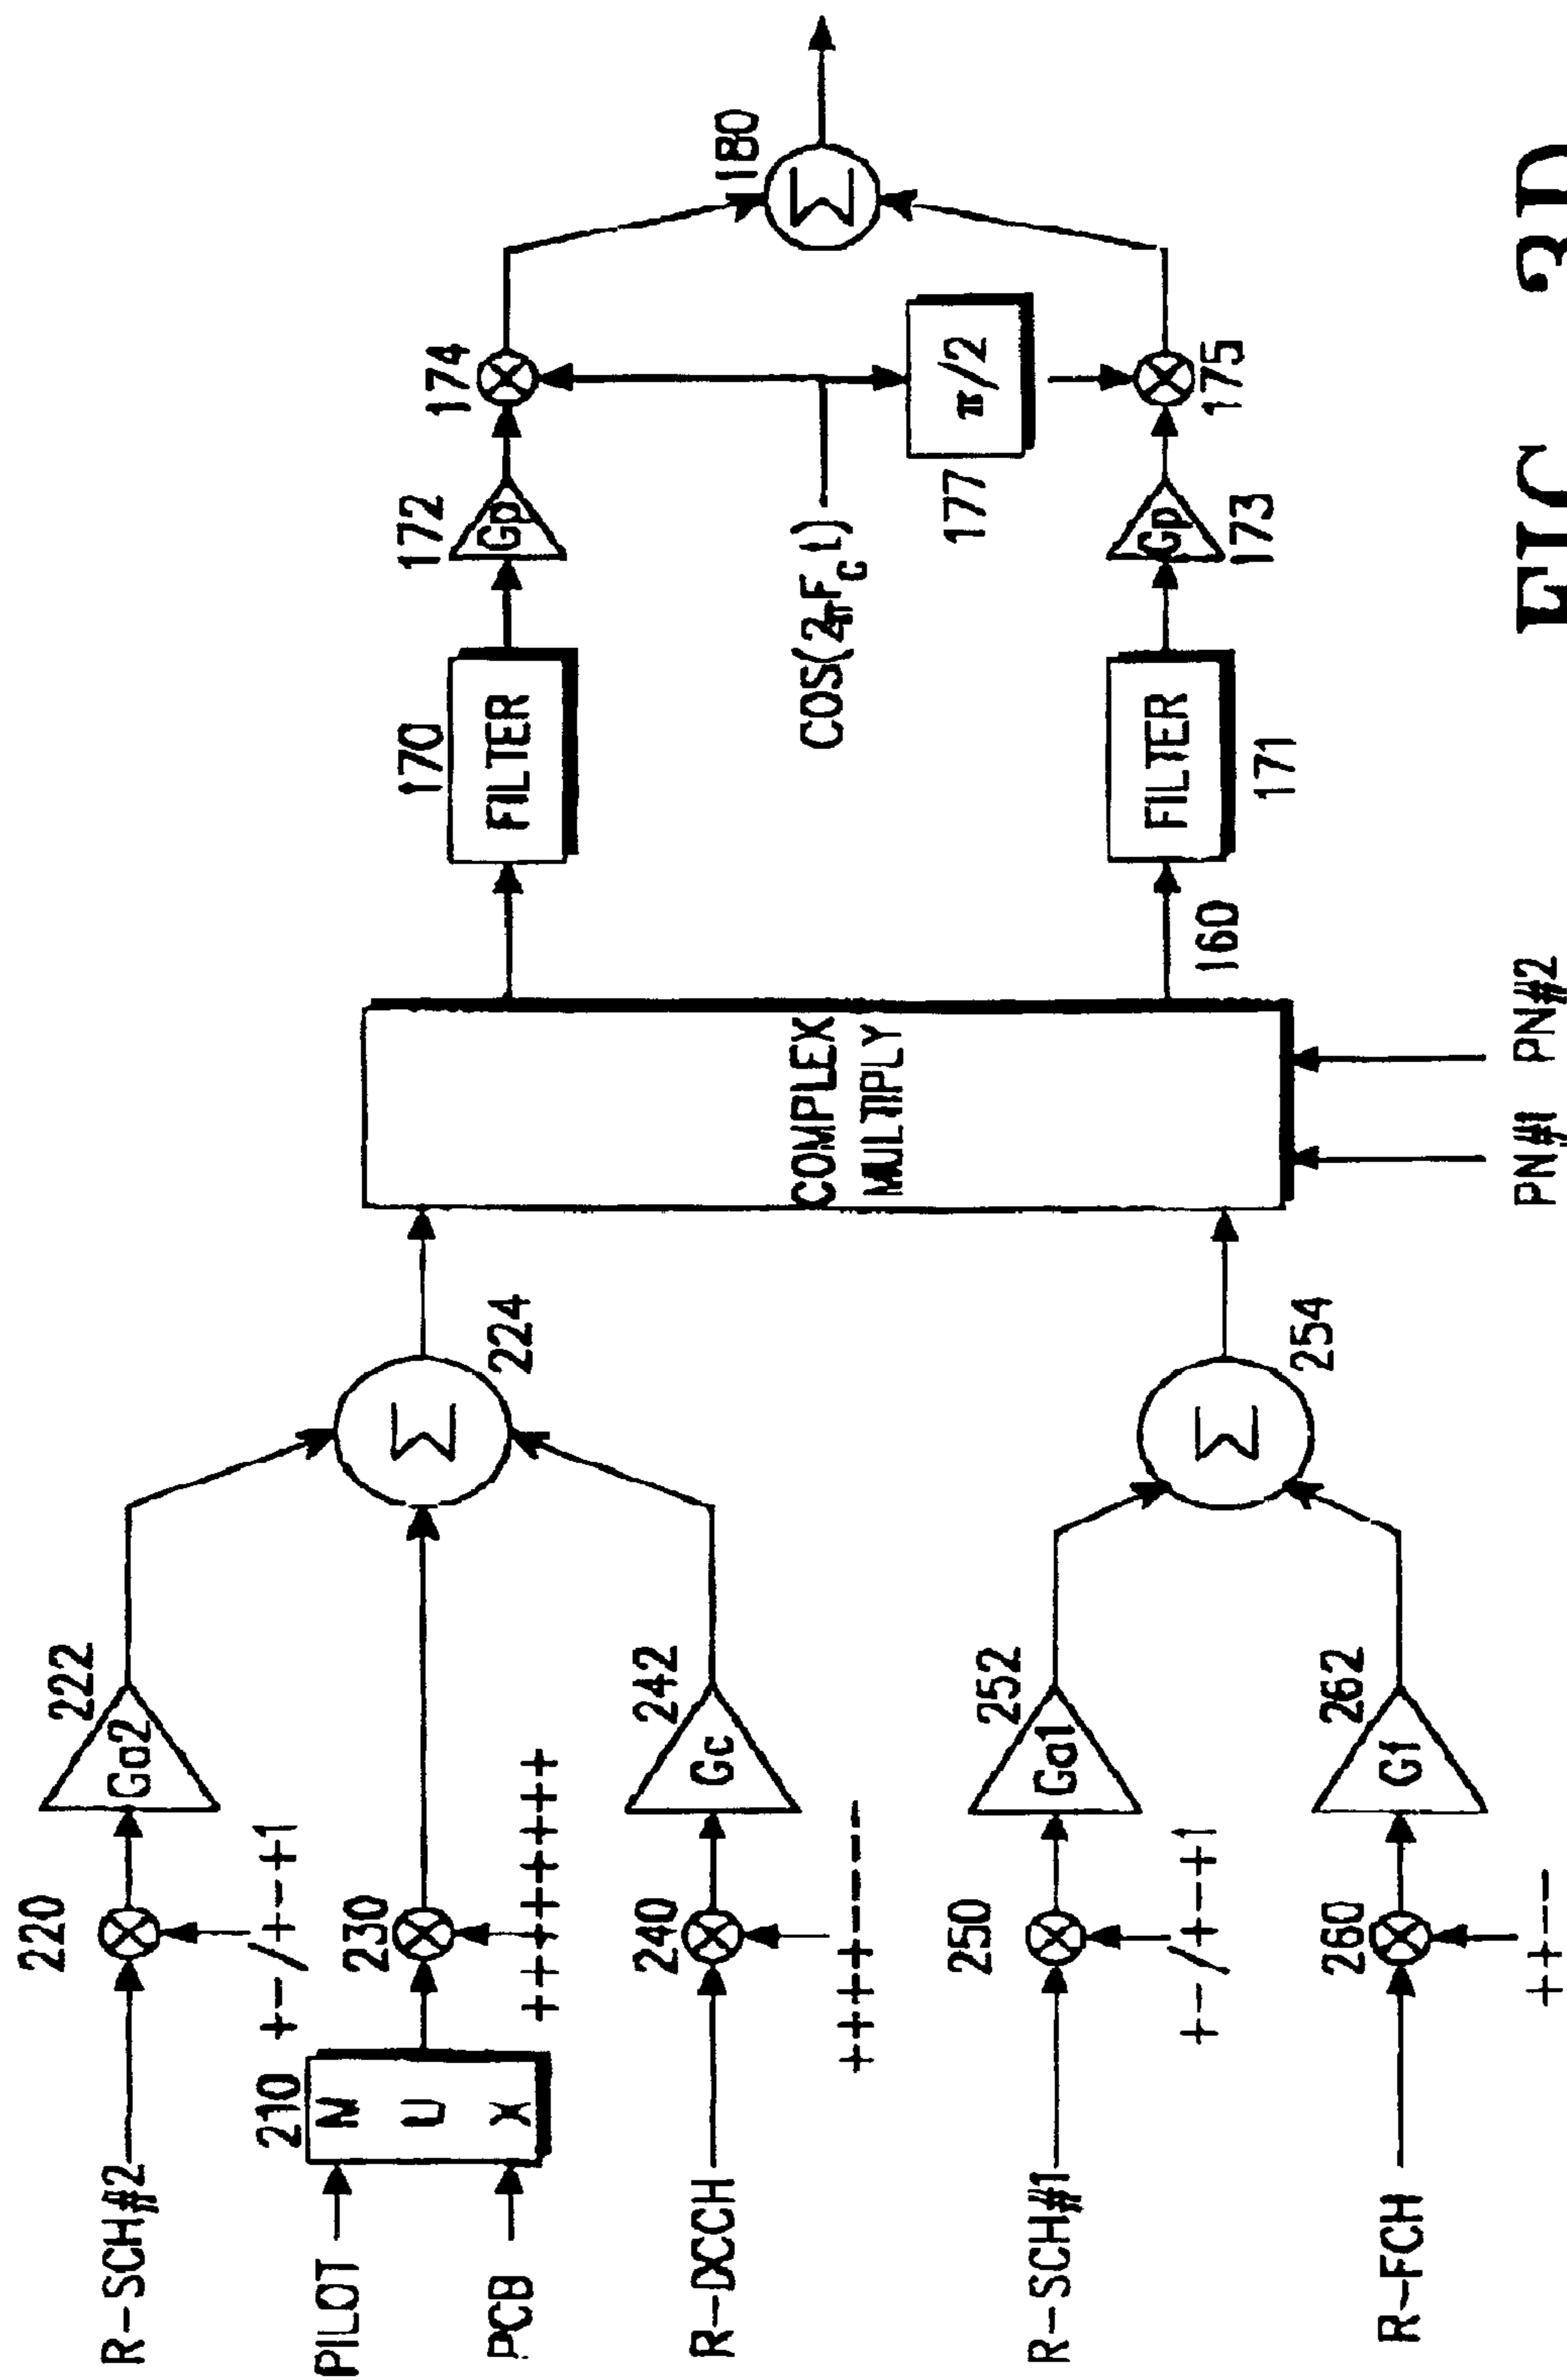 R-SCH#2
220
+-/+-+1
222
Ga2
PILOT
PCB
210
M
U
X
230
++++++++
224
Σ
R-DCCH
240
++++----
242
Gc
R-SCH#1
250
+-/+-+1
252
Ga1
254
Σ
R-FCH
260
++--
262
Gf
COMPLEX
MULTIPLY
160
PN#1
PN#2
170
FILTER
172
Gp
174
COS(2πFct)
177
π/2
171
FILTER
173
Gp
175
180
Σ